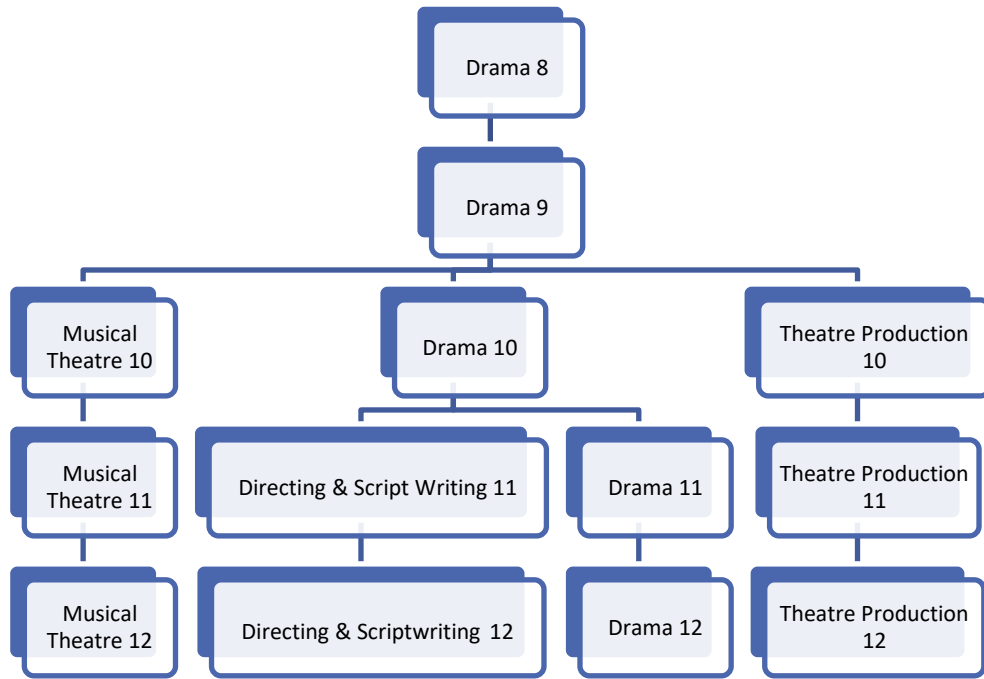 Drama 8
Drama 9
Musical
Theatre 10
Drama 10
Theatre Production
10
Musical
Theatre 11
Directing & Script Writing 11
Drama 11
Theatre Production
11
Musical
Theatre 12
Directing & Scriptwriting 12
Drama 12
Theatre Production
12